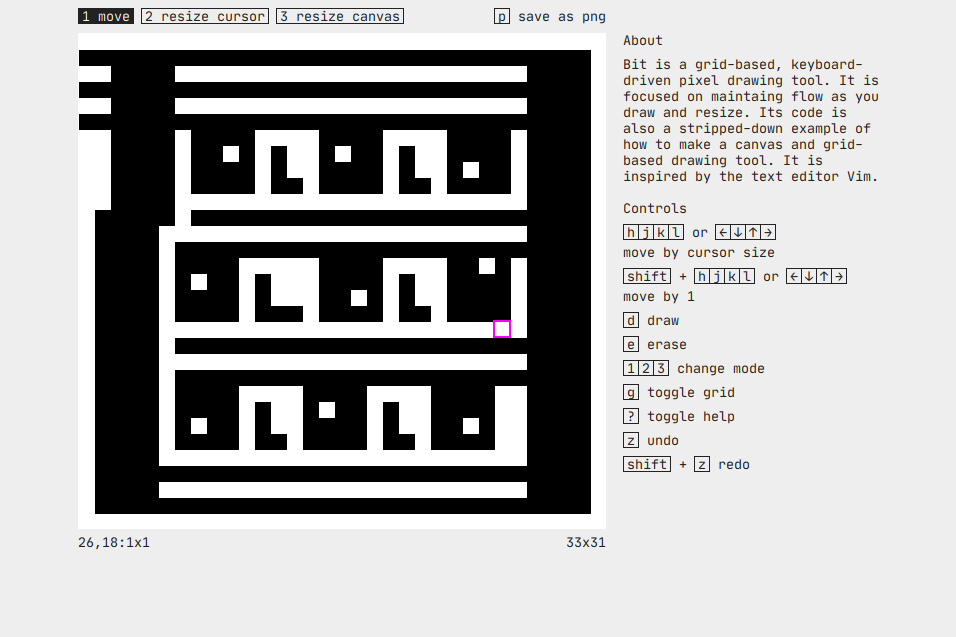 1 move 2 resize cursor 3 resize canvas p save as png
About
Bit is a grid-based, keyboard-
driven pixel drawing tool. It is
focused on maintaing flow as you
draw and resize. Its code is
also a stripped-down example of
how to make a canvas and grid-
based drawing tool. It is
inspired by the text editor Vim.
Controls
h j k l or ← ↓ ↑ →
move by cursor size
shift + h j k l or ← ↓ ↑ →
move by 1
d draw
e erase
1 2 3 change mode
g toggle grid
? toggle help
z undo
shift + z redo
26,18:1x1 33x31